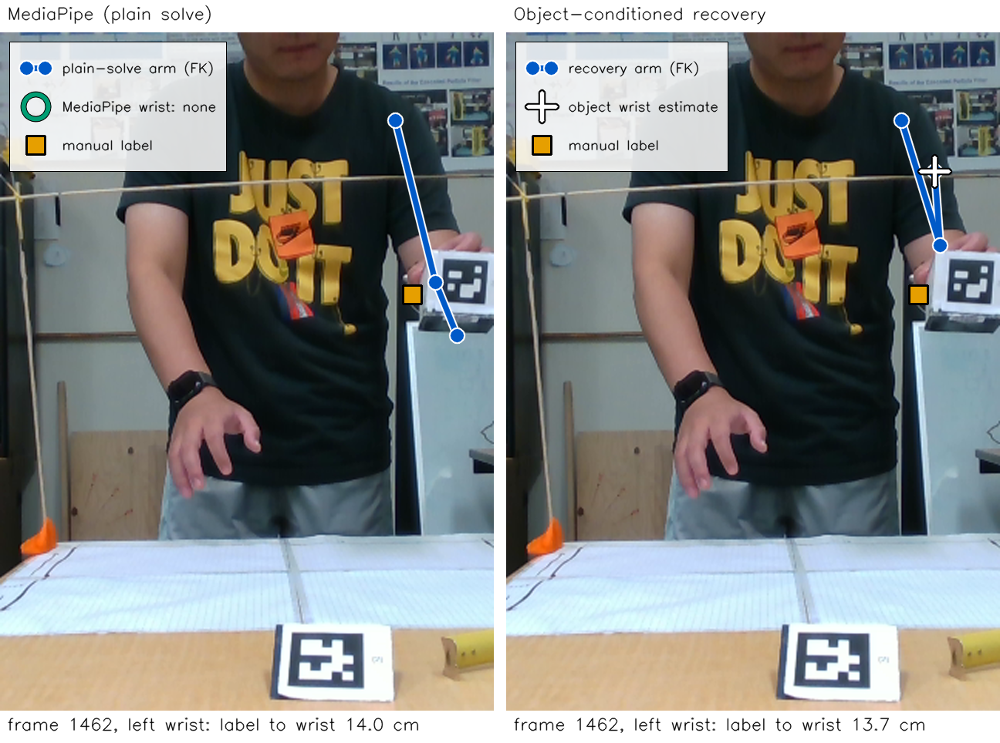 MediaPipe (plain solve)
plain-solve arm (FK)
MediaPipe wrist: none
manual label
JUST
DO IT
frame 1462, left wrist: label to wrist 14.0 cm
Object-conditioned recovery
recovery arm (FK)
object wrist estimate
manual label
JUST
DO IT
frame 1462, left wrist: label to wrist 13.7 cm